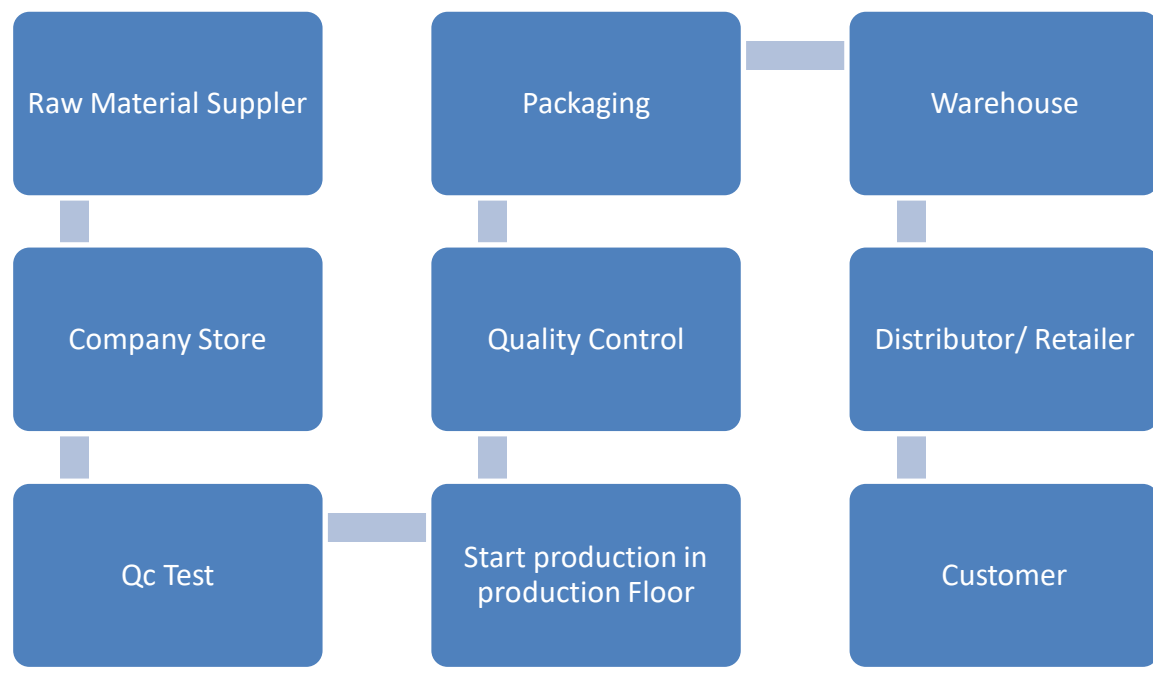 Raw Material Suppler
Company Store
Qc Test
Start production in
production Floor
Quality Control
Packaging
Warehouse
Distributor/ Retailer
Customer